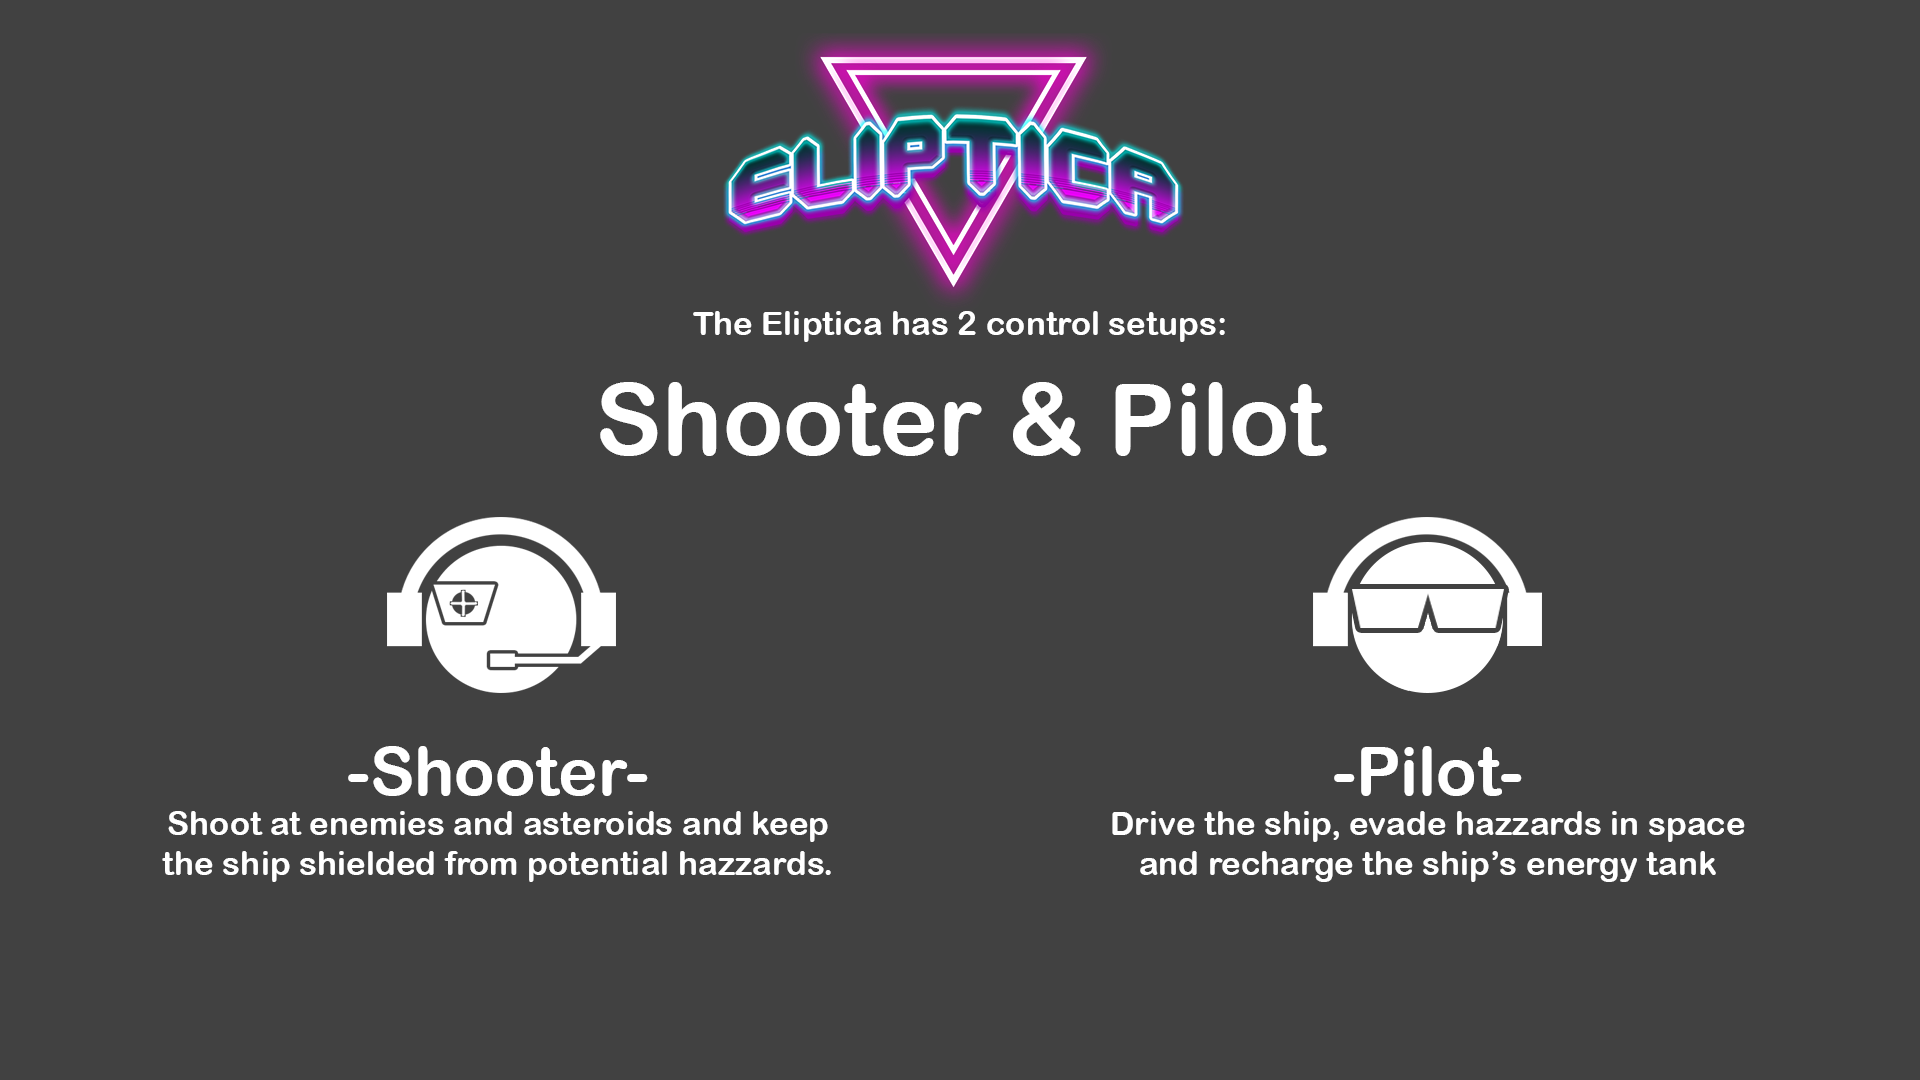 ELIPTICA
The Eliptica has 2 control setups:
Shooter & Pilot
-Shooter-
Shoot at enemies and asteroids and keep
the ship shielded from potential hazzards.
-Pilot-
Drive the ship, evade hazzards in space
and recharge the ship’s energy tank